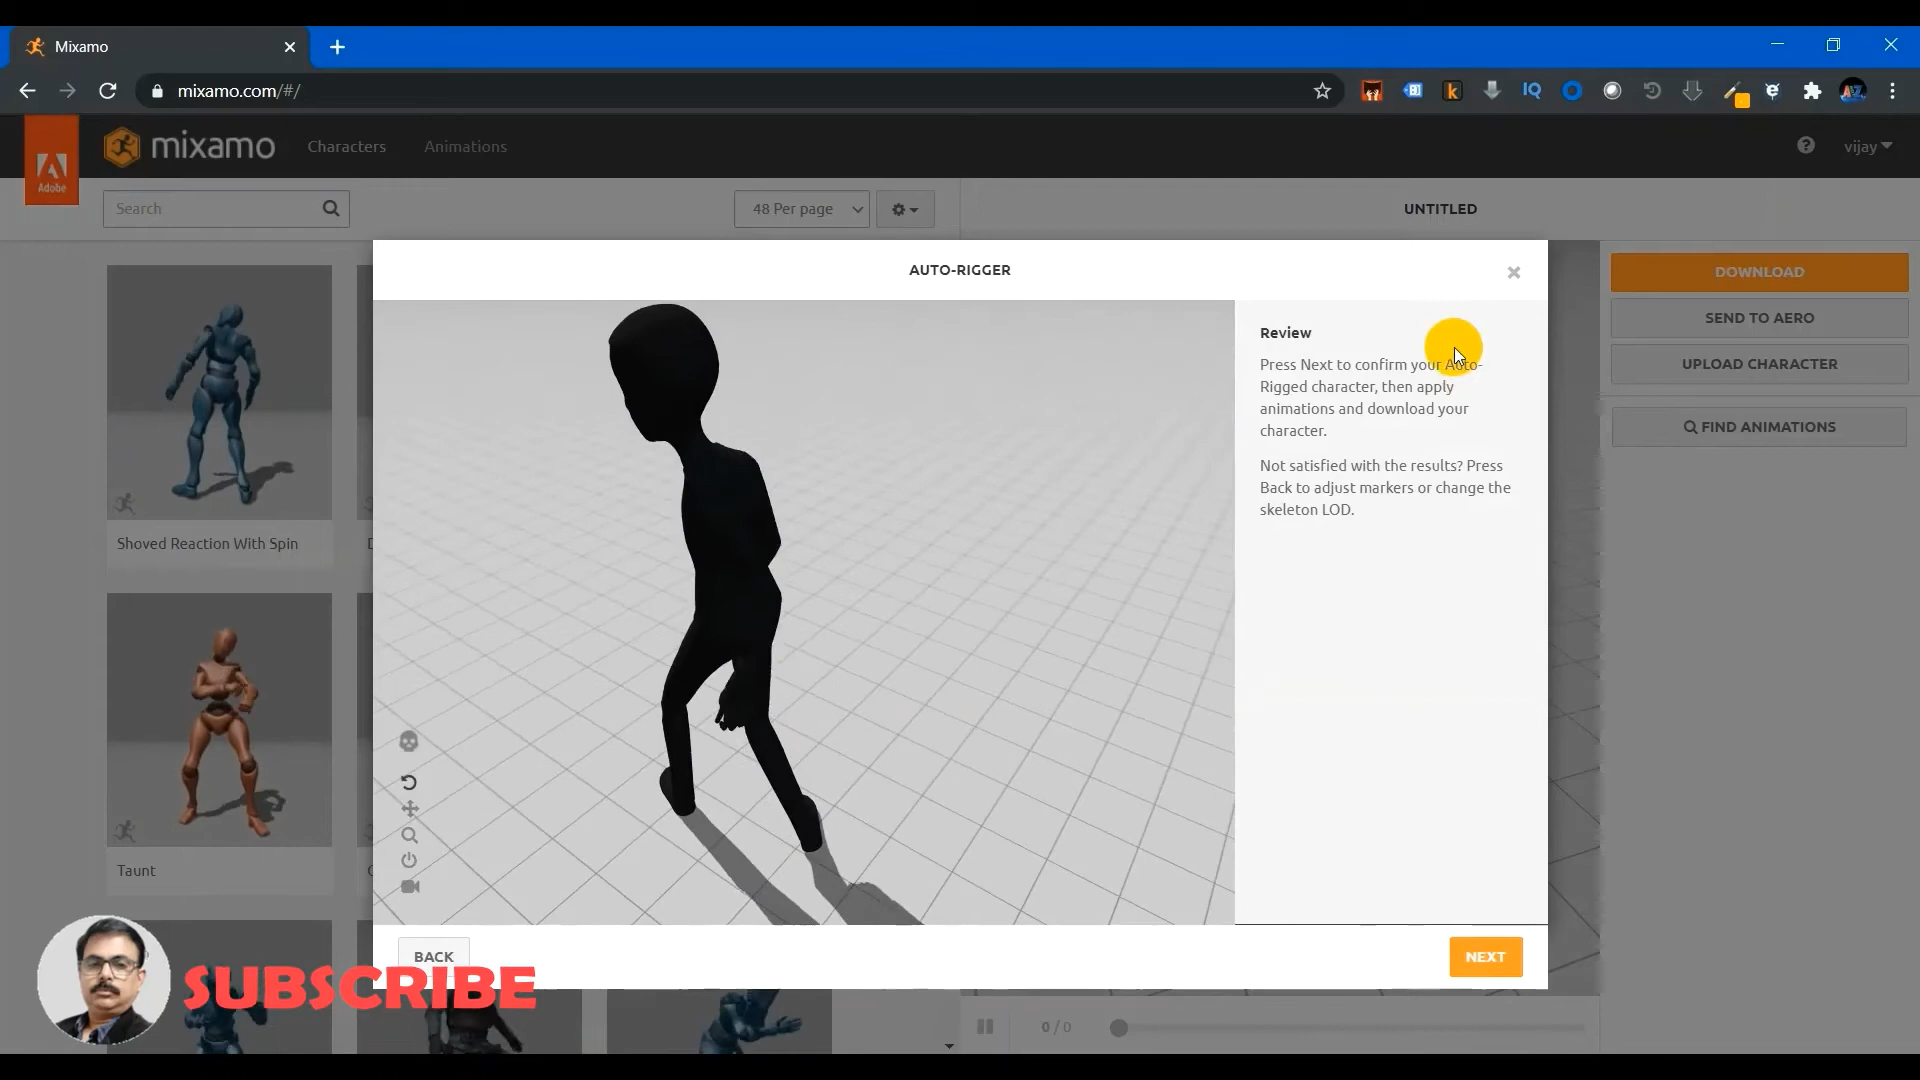 Mixamo
mixamo.com/#/
Adobe
mixamo
Characters
Animations
vijay
Search
48 Per page
UNTITLED
AUTO-RIGGER
DOWNLOAD
SEND TO AERO
UPLOAD CHARACTER
FIND ANIMATIONS
Review
Press Next to confirm your Auto-
Rigged character, then apply
animations and download your
character.
Not satisfied with the results? Press
Back to adjust markers or change the
skeleton LOD.
Shoved Reaction With Spin
Taunt
BACK
NEXT
SUBSCRIBE
0 / 0